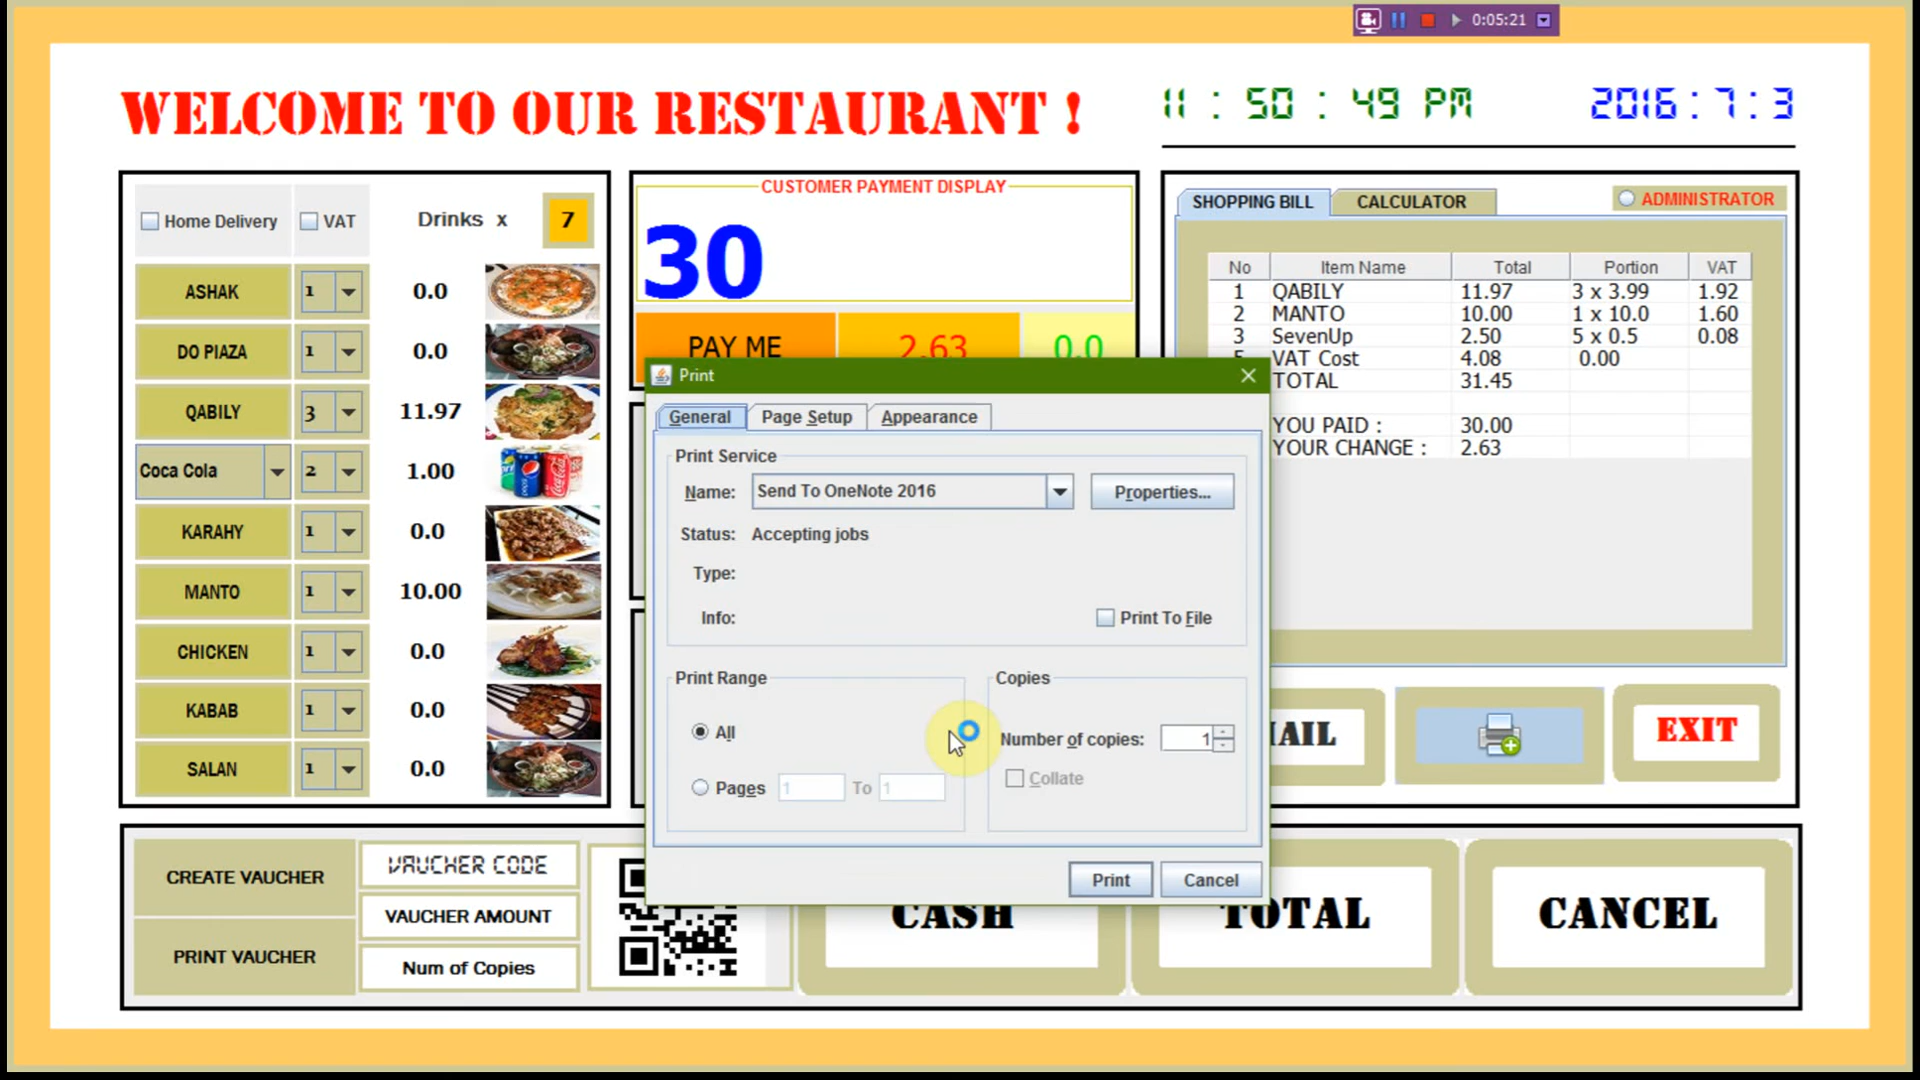 0:05:21
WELCOME TO OUR RESTAURANT !
11 : 50 : 49 PM
2016:7:3
Home Delivery
VAT
Drinks x
7
ASHAK 1 0.0
DO PIAZA 1 0.0
QABILY 3 11.97
Coca Cola 2 1.00
KARAHY 1 0.0
MANTO 1 10.00
CHICKEN 1 0.0
KABAB 1 0.0
SALAN 1 0.0
CUSTOMER PAYMENT DISPLAY
30
PAY ME 2.63 0.0
SHOPPING BILL
CALCULATOR
ADMINISTRATOR
No Item Name Total Portion VAT
1 QABILY 11.97 3 x 3.99 1.92
2 MANTO 10.00 1 x 10.0 1.60
3 SevenUp 2.50 5 x 0.5 0.08
5 VAT Cost 4.08 0.00
TOTAL 31.45
YOU PAID : 30.00
YOUR CHANGE : 2.63
Print
General
Page Setup
Appearance
Print Service
Name: Send To OneNote 2016 Properties...
Status: Accepting jobs
Type:
Info:
Print To File
Print Range
All
Pages 1 To 1
Copies
Number of copies: 1
Collate
Print
Cancel
EXIT
CREATE VAUCHER
PRINT VAUCHER
VAUCHER CODE
VAUCHER AMOUNT
Num of Copies
CASH
TOTAL
CANCEL